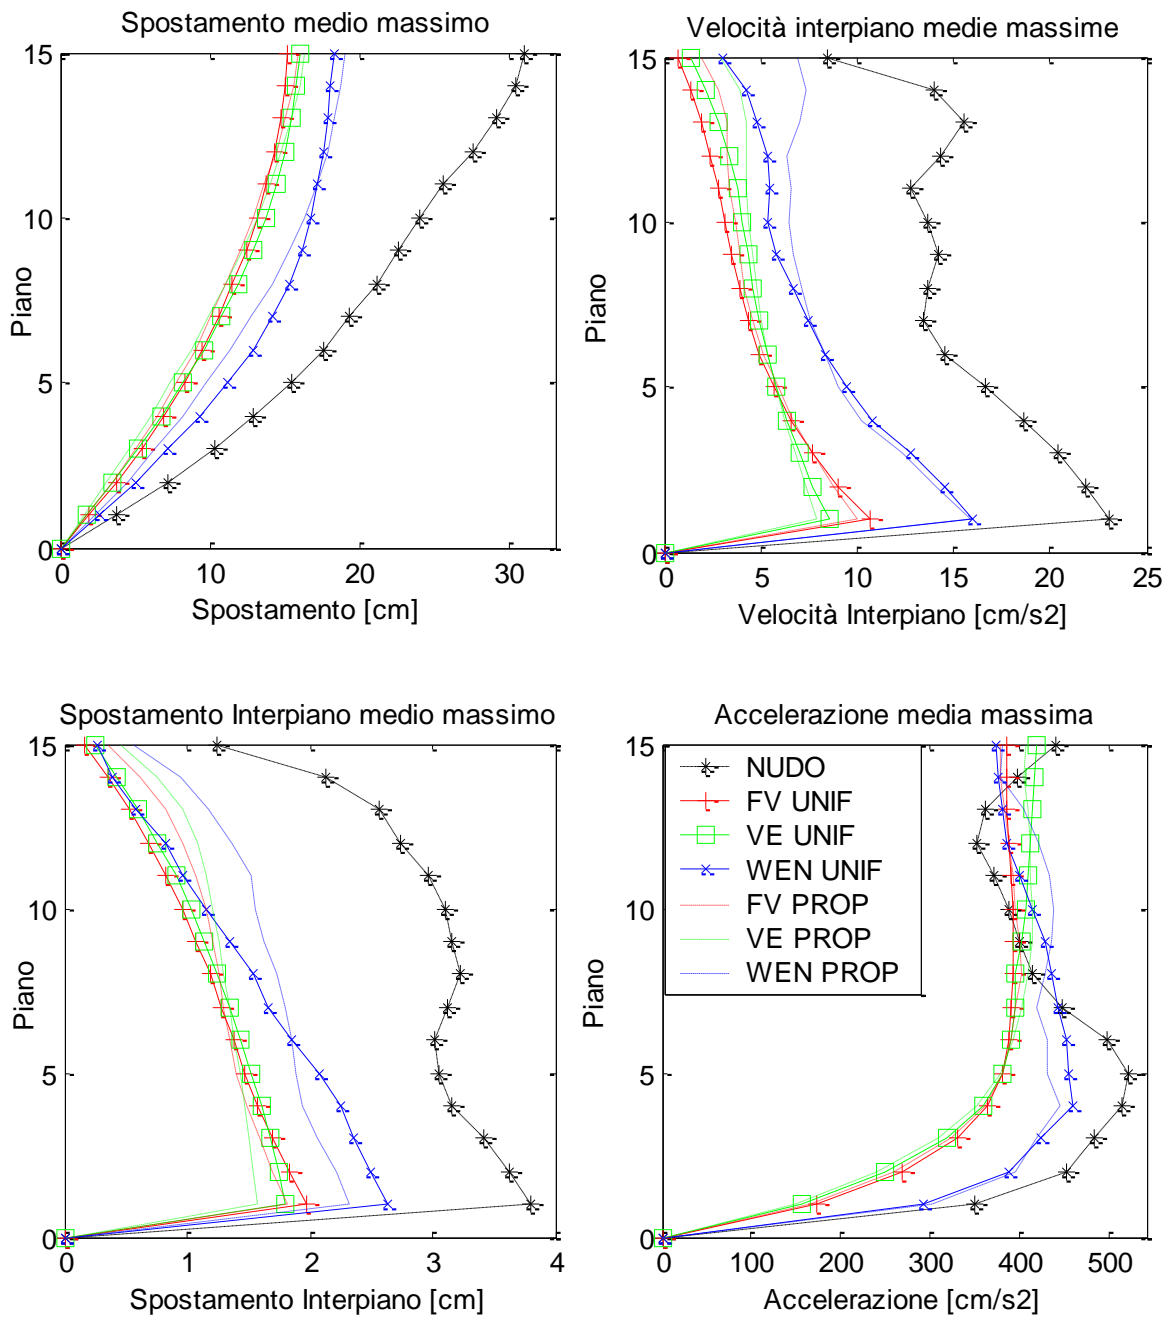 Spostamento medio massimo
15
10
5
0
Piano
0 10 20 30
Spostamento [cm]
Velocità interpiano medie massime
15
10
5
0
Piano
0 5 10 15 20 25
Velocità Interpiano [cm/s2]
Spostamento Interpiano medio massimo
15
10
5
0
Piano
0 1 2 3 4
Spostamento Interpiano [cm]
Accelerazione media massima
15
10
5
0
Piano
NUDO
FV UNIF
VE UNIF
WEN UNIF
FV PROP
VE PROP
WEN PROP
0 100 200 300 400 500
Accelerazione [cm/s2]